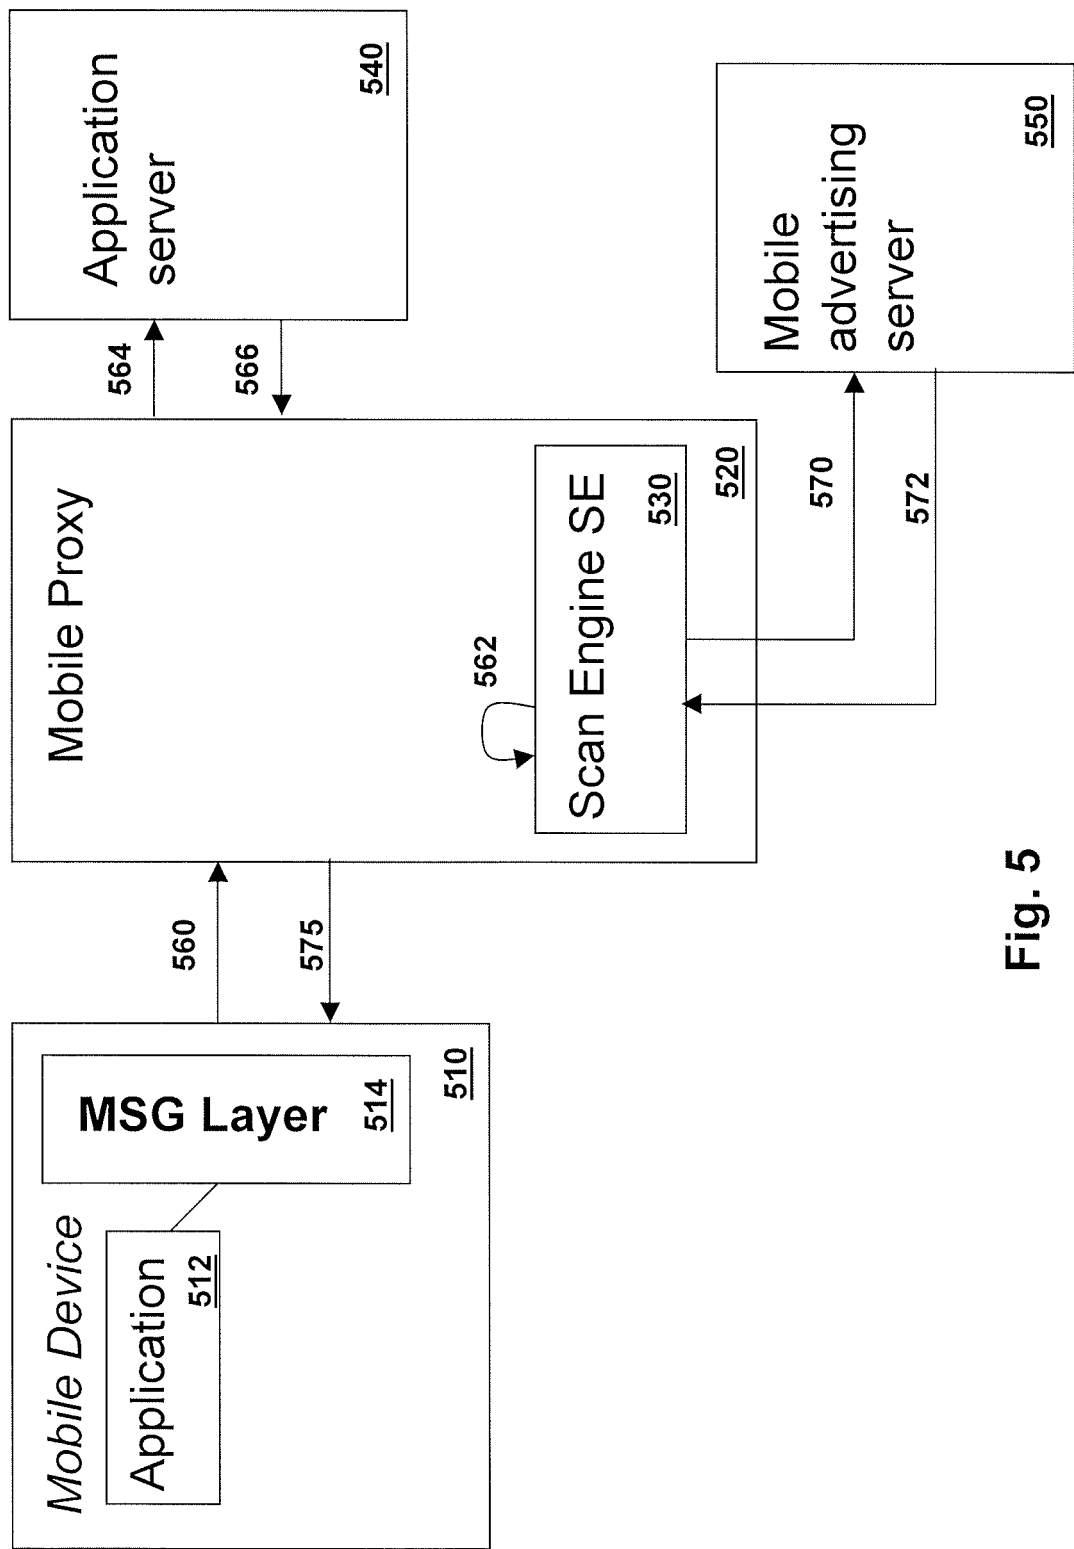 Mobile Device
Application
512
MSG Layer
514
510
560
575
Mobile Proxy
562
Scan Engine SE
530
520
564
566
Application
server
540
570
572
Mobile
advertising
server
550
Fig. 5